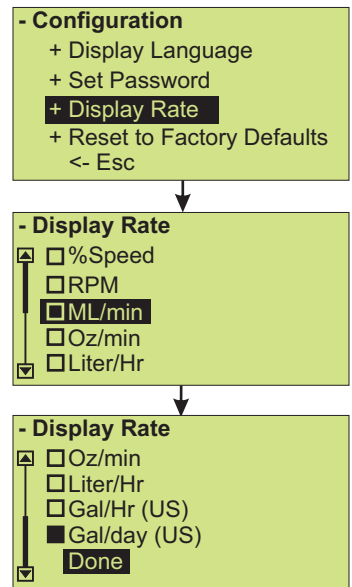 - Configuration
+ Display Language
+ Set Password
+ Display Rate
+ Reset to Factory Defaults
<- Esc
- Display Rate
%Speed
RPM
ML/min
Oz/min
Liter/Hr
- Display Rate
Oz/min
Liter/Hr
Gal/Hr (US)
Gal/day (US)
Done